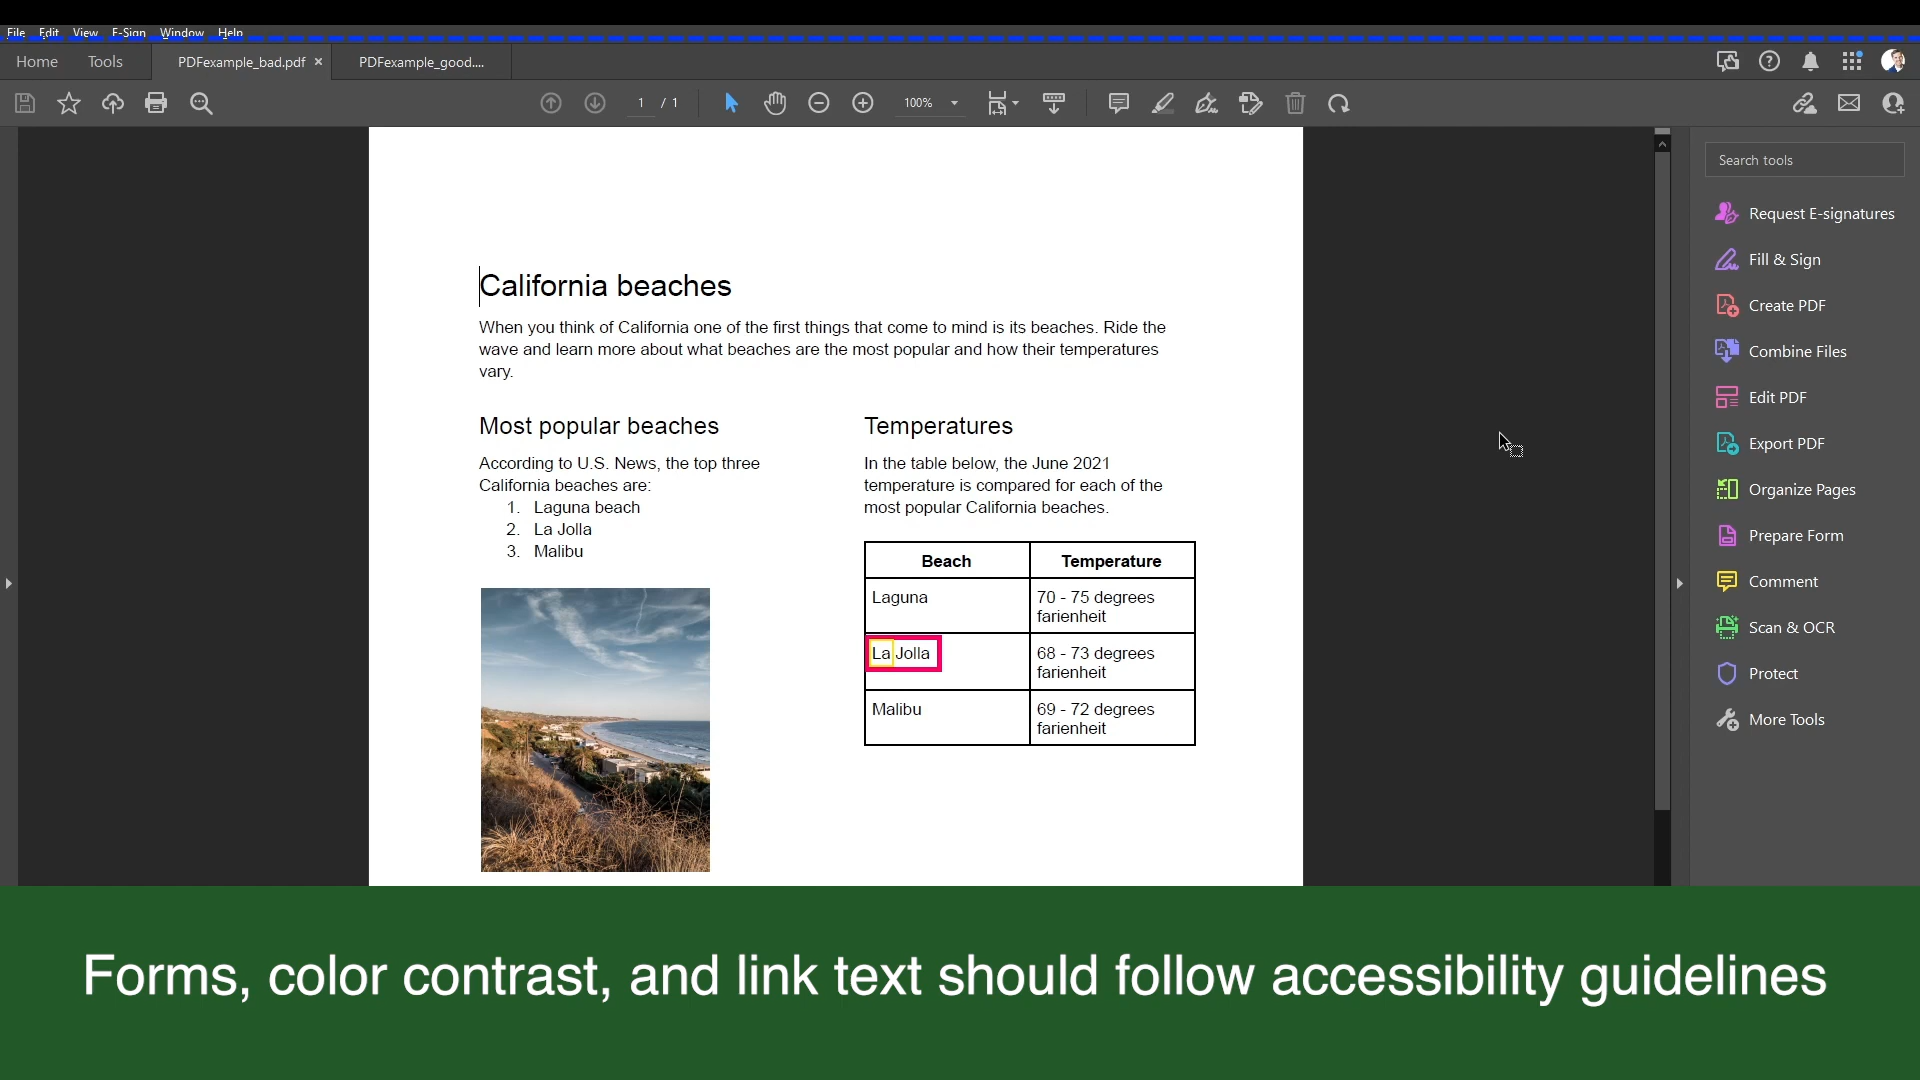 File Edit View E-Sign Window Help
Home Tools PDFexample_bad.pdf × PDFexample_good....
1 / 1 100%
Search tools
Request E-signatures
Fill & Sign
Create PDF
Combine Files
Edit PDF
Export PDF
Organize Pages
Prepare Form
Comment
Scan & OCR
Protect
More Tools
California beaches
When you think of California one of the first things that come to mind is its beaches. Ride the
wave and learn more about what beaches are the most popular and how their temperatures
vary.
Most popular beaches
According to U.S. News, the top three
California beaches are:
1. Laguna beach
2. La Jolla
3. Malibu
Temperatures
In the table below, the June 2021
temperature is compared for each of the
most popular California beaches.
Beach Temperature
Laguna 70 - 75 degrees
farienheit
La Jolla 68 - 73 degrees
farienheit
Malibu 69 - 72 degrees
farienheit
Forms, color contrast, and link text should follow accessibility guidelines